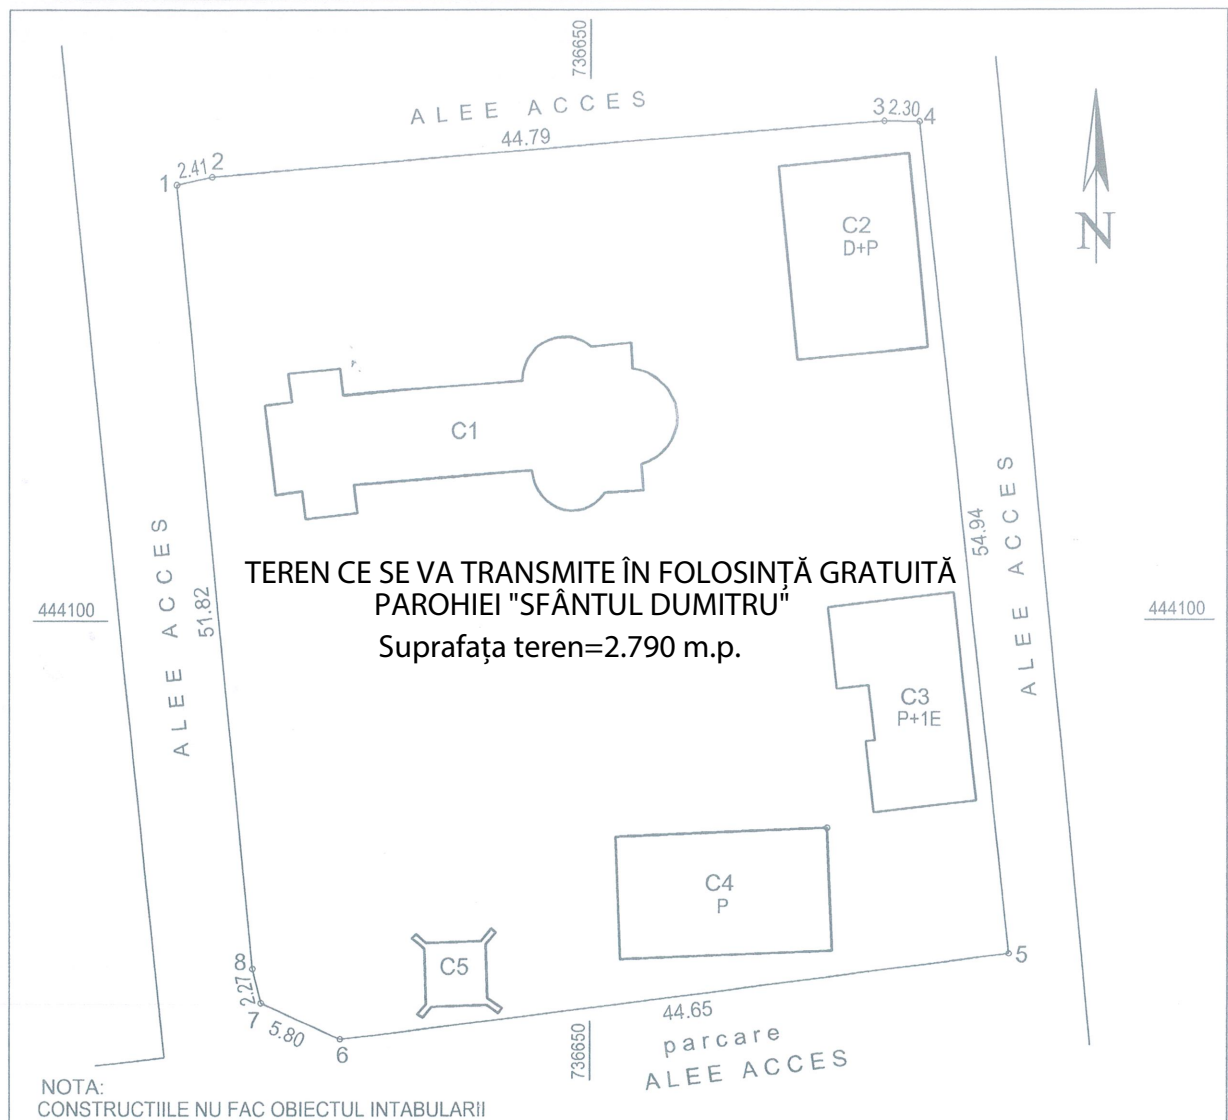 736650
ALEE ACCES
3 2.30 4
44.79
1 2.41 2
N
C2
D+P
C1
ALEE ACCES
51.82
54.94
ALEE ACCES
TEREN CE SE VA TRANSMITE ÎN FOLOSINȚĂ GRATUITĂ
PAROHIEI "SFÂNTUL DUMITRU"
444100
444100
Suprafața teren=2.790 m.p.
C3
P+1E
C4
P
C5
8
2.27
7
5.80
6
5
44.65
736650
parcare
ALEE ACCES
NOTA:
CONSTRUCTIILE NU FAC OBIECTUL INTABULARII